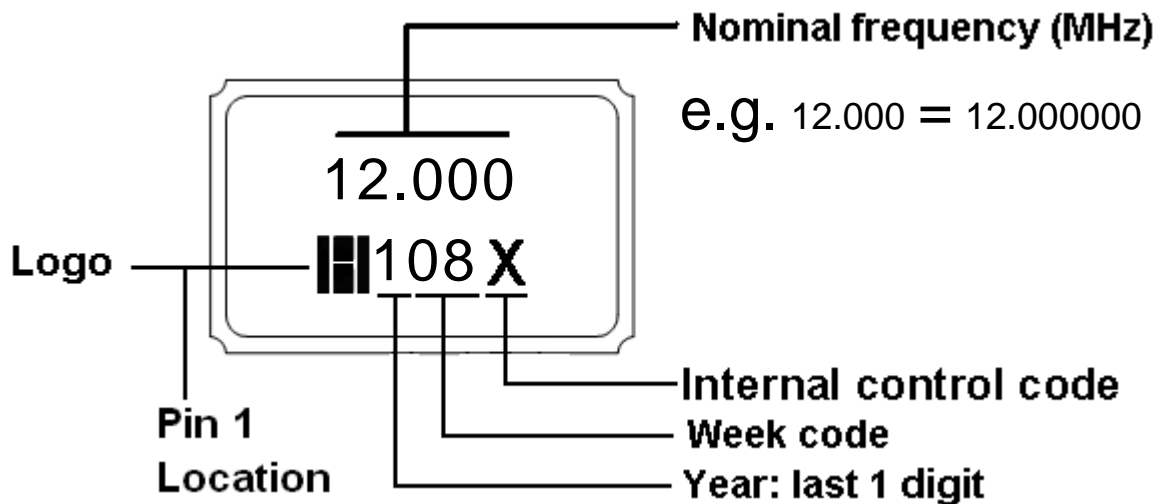 Nominal frequency (MHz)
e.g. 12.000 = 12.000000
12.000
108 X
Logo
Internal control code
Pin 1
Location
Week code
Year: last 1 digit